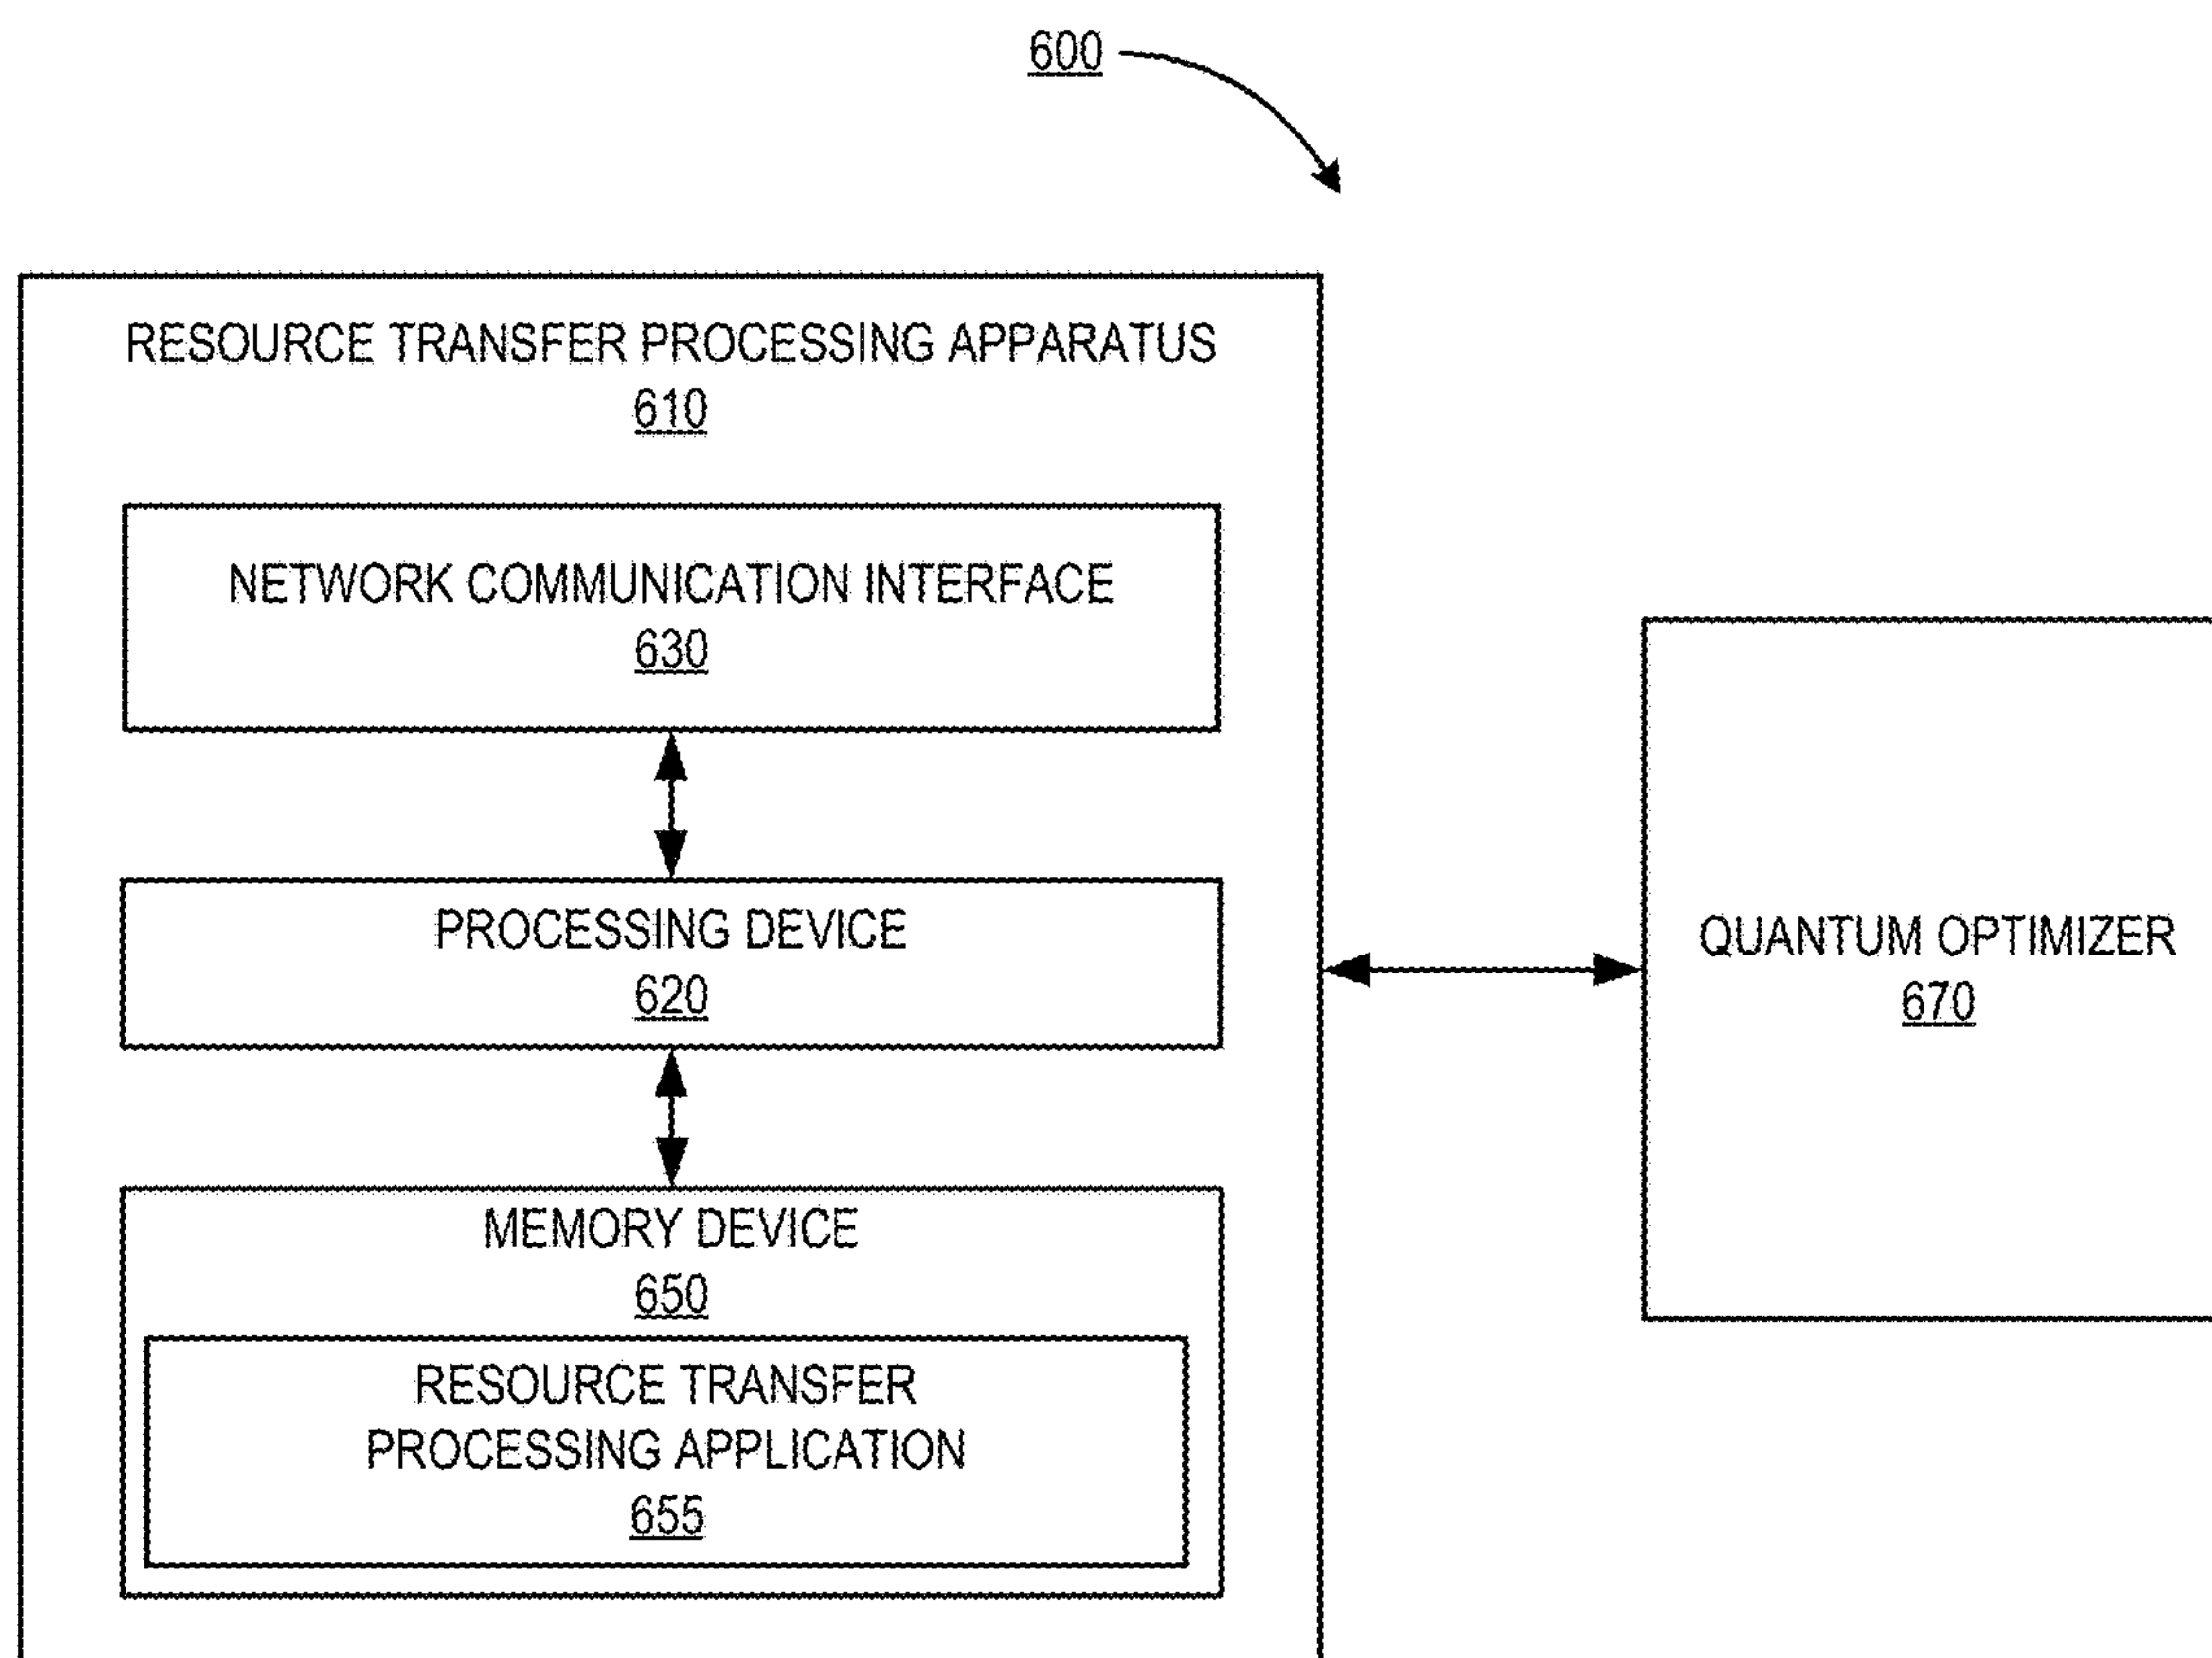 600
RESOURCE TRANSFER PROCESSING APPARATUS
610
NETWORK COMMUNICATION INTERFACE
630
PROCESSING DEVICE
620
MEMORY DEVICE
650
RESOURCE TRANSFER
PROCESSING APPLICATION
655
QUANTUM OPTIMIZER
670